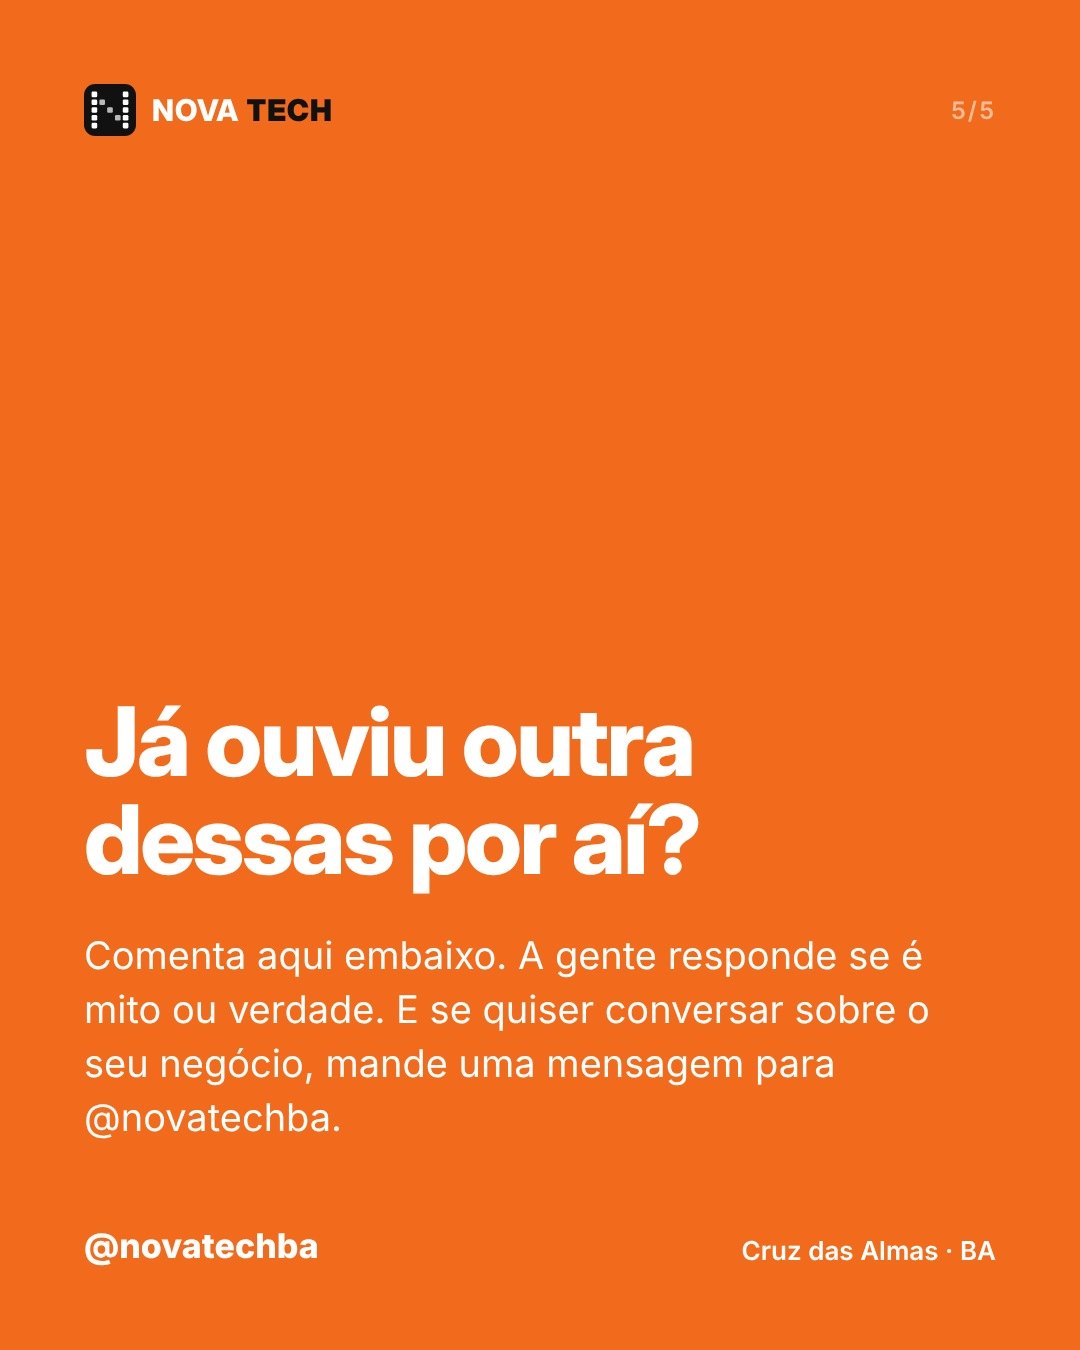 NOVA TECH
5/5
Já ouviu outra
dessas por aí?
Comenta aqui embaixo. A gente responde se é
mito ou verdade. E se quiser conversar sobre o
seu negócio, mande uma mensagem para
@novatechba.
@novatechba
Cruz das Almas · BA